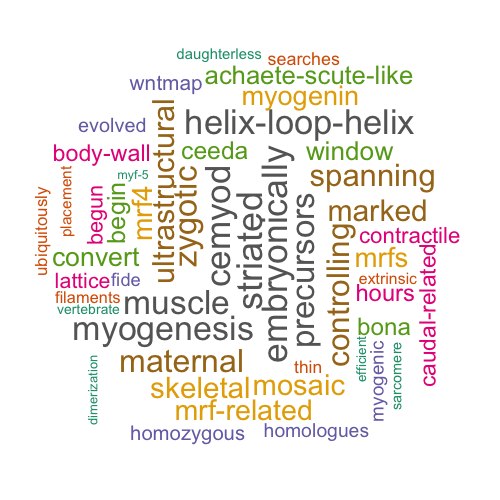 daughterless
searches
wntmap
achaete-scute-like
myogenin
evolved
helix-loop-helix
body-wall
ceeda
window
myf-5
spanning
ubiquitously
placement
begun
begin
mrf4
ultrastructural
zygotic
cemyod
striated
embryonically
precursors
controlling
marked
contractile
convert
mrfs
lattice
fide
extrinsic
hours
caudal-related
filaments
vertebrate
muscle
myogenesis
bona
maternal
thin
efficient
myogenic
sarcomere
dimerization
skeletal
mosaic
mrf-related
homozygous
homologues